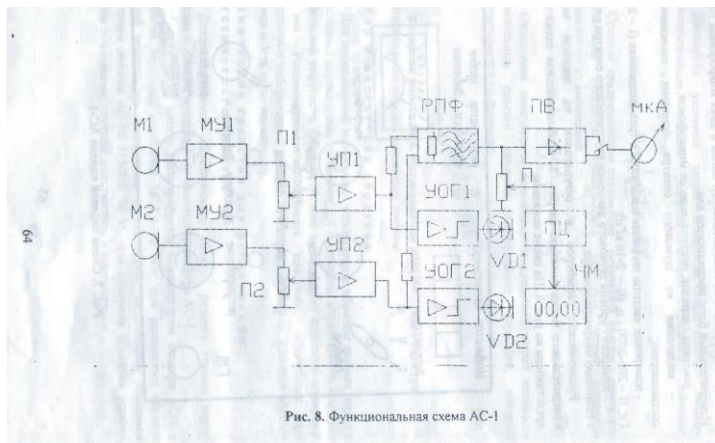 РПФ ПВ мкА
М1 МУ1 П1 УП1
М2 МУ2 УОГ1 П ПЦ
УП2 VD1
П2 УОГ2 ЧМ
00,00
VD2
64
Рис. 8. Функциональная схема АС-1